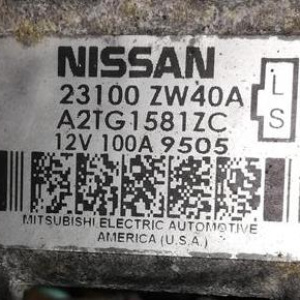 NISSAN
23100 ZW40A
A2TG1581ZC
12V 100A 9505
L
S
MITSUBISHI ELECTRIC AUTOMOTIVE
AMERICA (U.S.A.)